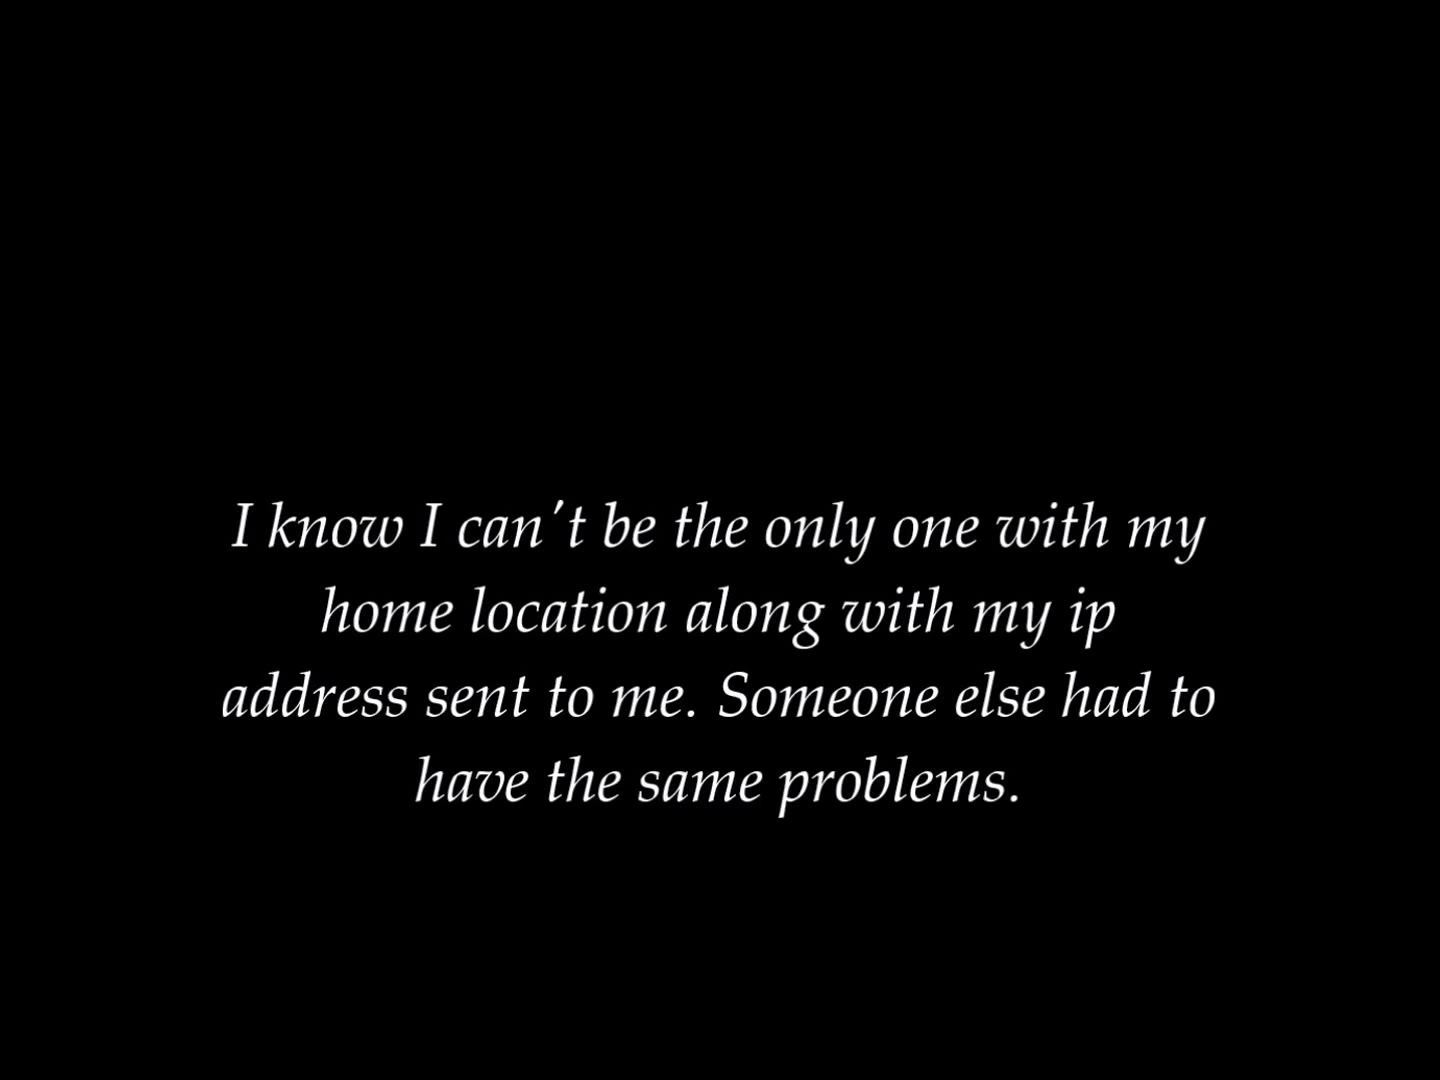 I know I can't be the only one with my
home location along with my ip
address sent to me. Someone else had to
have the same problems.